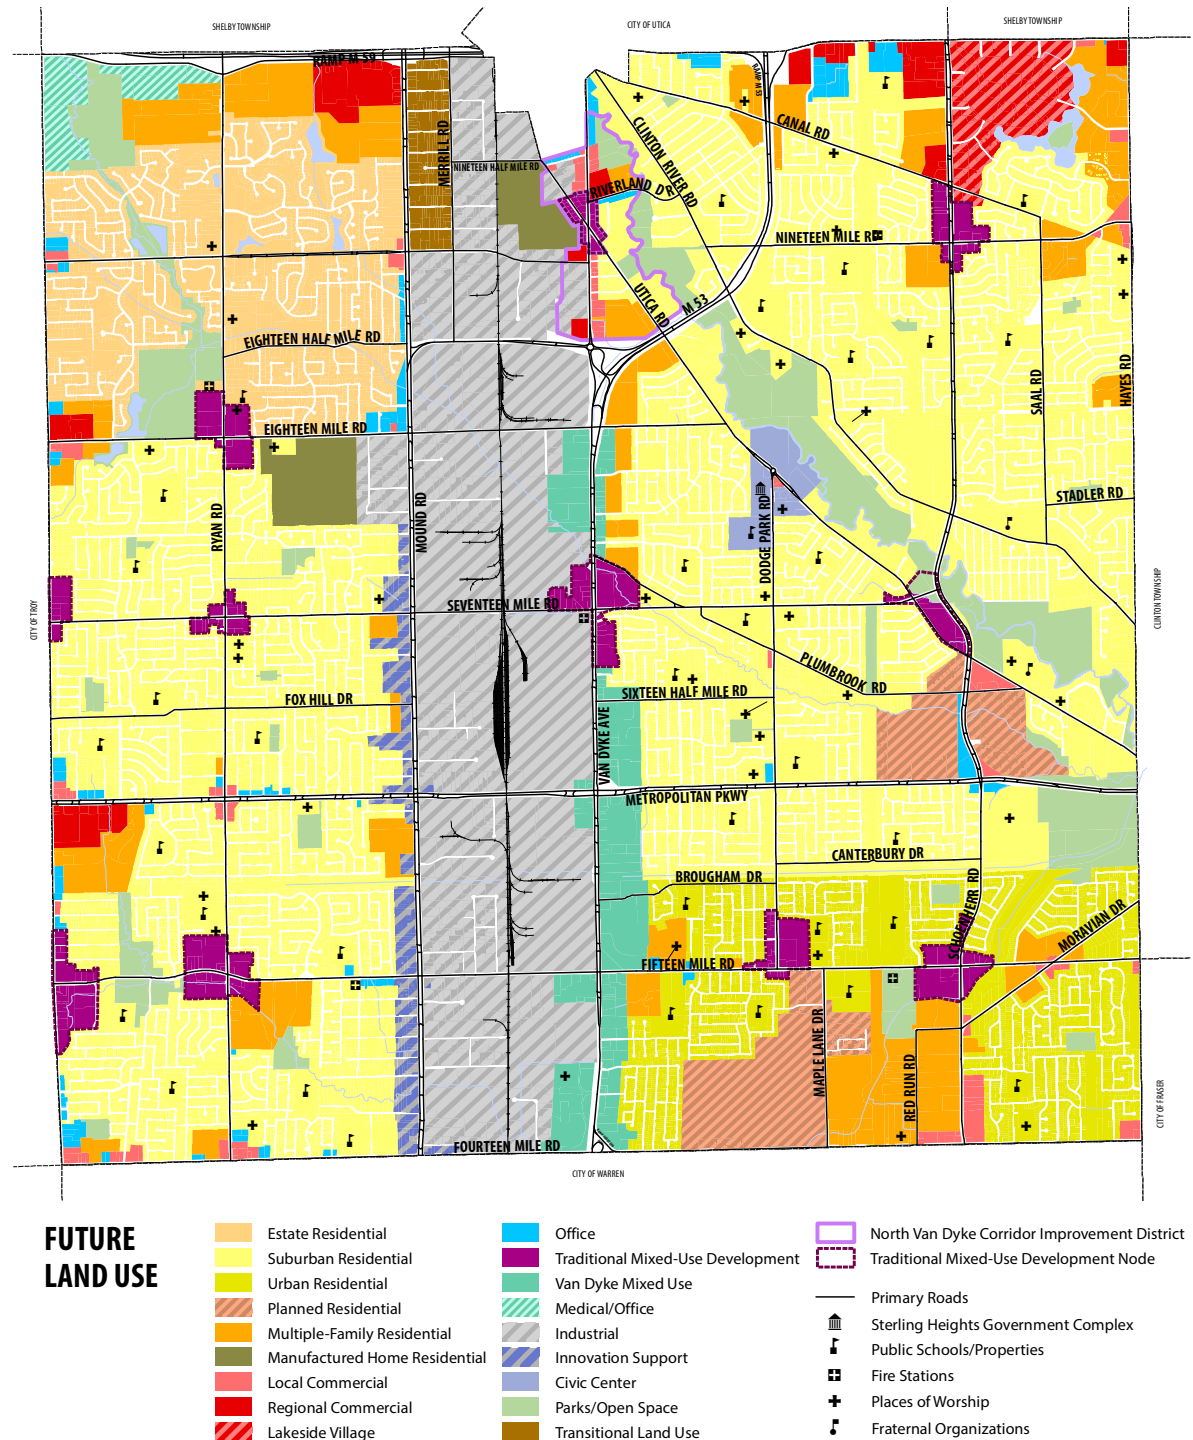 SHELBY TOWNSHIP
CITY OF UTICA
SHELBY TOWNSHIP
RAMP M 59
RAMP M 53
MERRILL RD
CLINTON RIVER RD
CANAL RD
NINETEEN HALF MILE RD
RIVERLAND DR
NINETEEN MILE RD
UTICA RD
M 53
EIGHTEEN HALF MILE RD
SAAL RD
HAYES RD
EIGHTEEN MILE RD
STADLER RD
RYAN RD
MOUND RD
DODGE PARK RD
CITY OF TROY
CLINTON TOWNSHIP
SEVENTEEN MILE RD
PLUMBROOK RD
FOX HILL DR
SIXTEEN HALF MILE RD
VAN DYKE AVE
METROPOLITAN PKWY
CANTERBURY DR
BROUGHAM DR
SCHOENHERR RD
MORAVIAN DR
FIFTEEN MILE RD
MAPLE LANE DR
RED RUN RD
CITY OF FRASER
FOURTEEN MILE RD
CITY OF WARREN
FUTURE
LAND USE
Estate Residential
Suburban Residential
Urban Residential
Planned Residential
Multiple-Family Residential
Manufactured Home Residential
Local Commercial
Regional Commercial
Lakeside Village
Office
Traditional Mixed-Use Development
Van Dyke Mixed Use
Medical/Office
Industrial
Innovation Support
Civic Center
Parks/Open Space
Transitional Land Use
North Van Dyke Corridor Improvement District
Traditional Mixed-Use Development Node
Primary Roads
Sterling Heights Government Complex
Public Schools/Properties
Fire Stations
Places of Worship
Fraternal Organizations